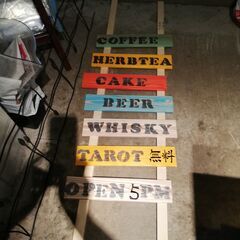 COFFEE
HERBTEA
CAKE
BEER
WHISKY
TAROT
OPEN 5PM